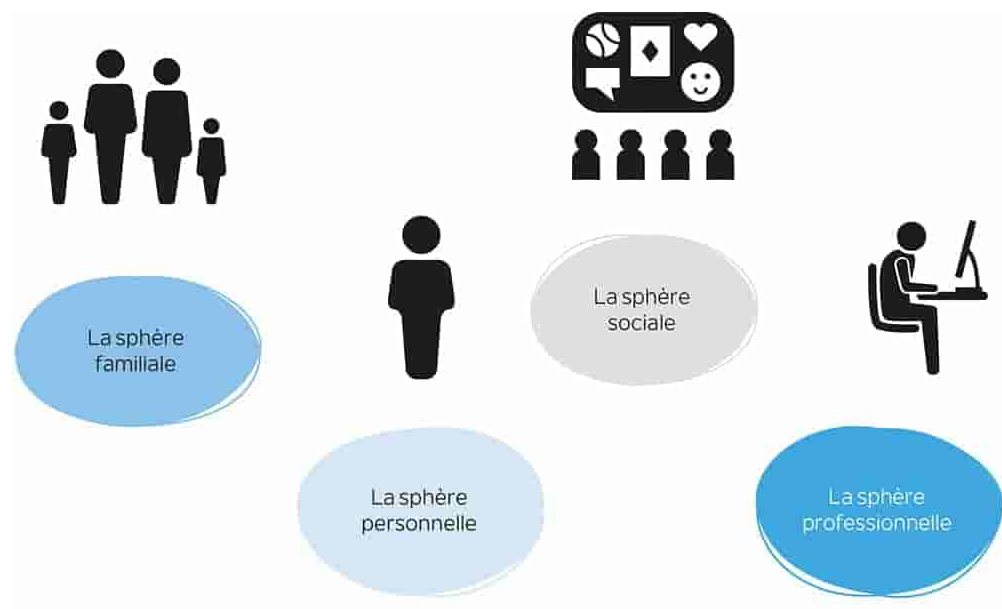 La sphère
familiale
La sphère
personnelle
La sphère
sociale
La sphère
professionnelle